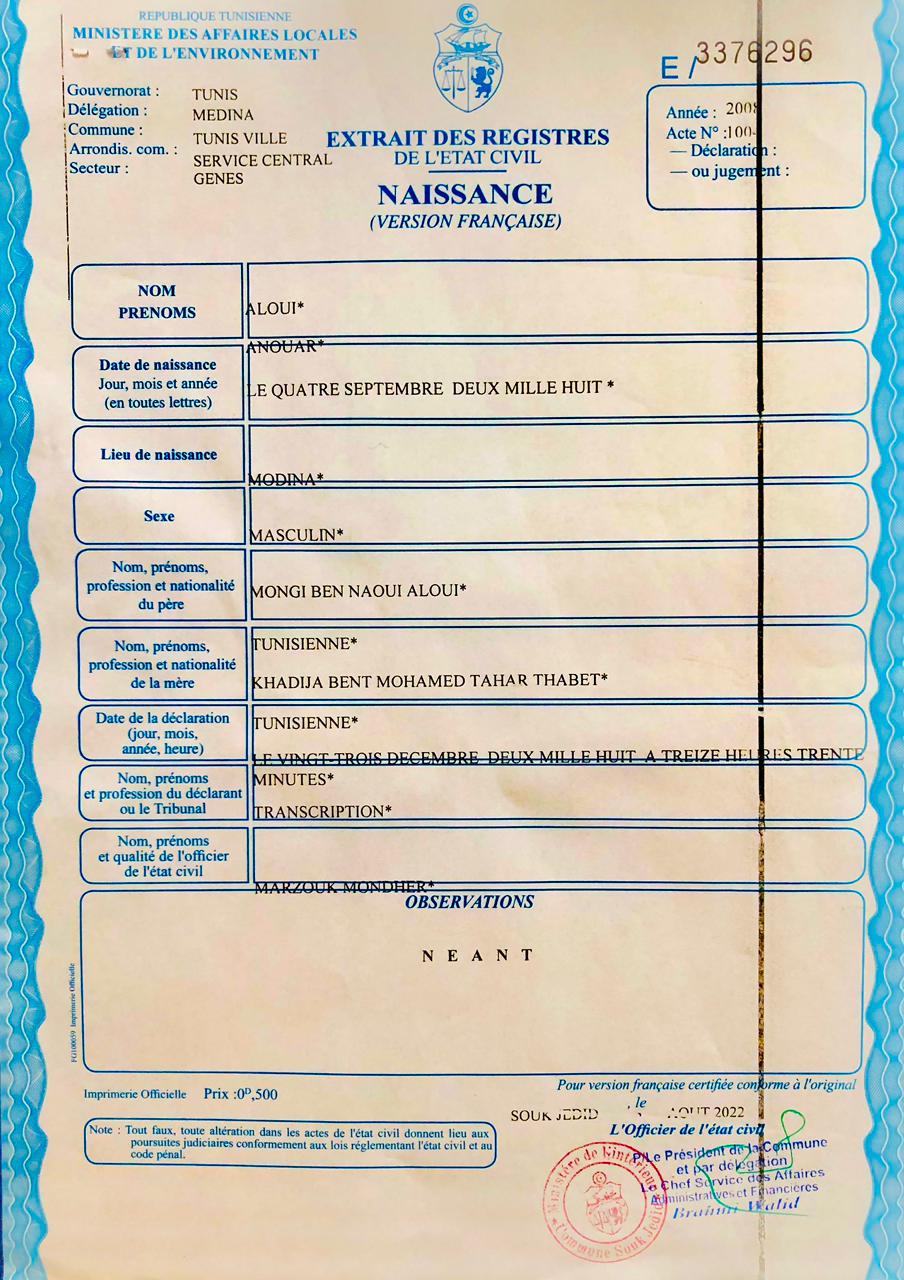 REPUBLIQUE TUNISIENNE
MINISTERE DES AFFAIRES LOCALES
ET DE L'ENVIRONNEMENT
E / 3376296
Gouvernorat : TUNIS
Délégation : MEDINA
Commune : TUNIS VILLE
Arrondis. com. : SERVICE CENTRAL
Secteur : GENES
EXTRAIT DES REGISTRES
DE L'ETAT CIVIL
NAISSANCE
(VERSION FRANÇAISE)
Année : 2008
Acte N° :
— Déclaration :
— ou jugement :
NOM
PRENOMS
ALOUI*
ANOUAR*
Date de naissance
Jour, mois et année
(en toutes lettres)
LE QUATRE SEPTEMBRE DEUX MILLE HUIT *
Lieu de naissance
MODINA*
Sexe
MASCULIN*
Nom, prénoms,
profession et nationalité
du père
MONGI BEN NAOUI ALOUI*
TUNISIENNE*
Nom, prénoms,
profession et nationalité
de la mère
KHADIJA BENT MOHAMED TAHAR THABET*
TUNISIENNE*
Date de la déclaration
(jour, mois,
année, heure)
LE VINGT-TROIS DECEMBRE DEUX MILLE HUIT A TREIZE HEURES TRENTE
MINUTES*
Nom, prénoms
et profession du déclarant
ou le Tribunal
TRANSCRIPTION*
Nom, prénoms
et qualité de l'officier
de l'état civil
MARZOUK MONDHER*
OBSERVATIONS
N E A N T
FG100059 Imprimerie Officielle
Imprimerie Officielle Prix :0ᴰ,500
Note : Tout faux, toute altération dans les actes de l'état civil donnent lieu aux
poursuites judiciaires conformement aux lois réglementant l'état civil et au
code pénal.
Pour version française certifiée conforme à l'original
le
SOUK JEDID AOUT 2022
L'Officier de l'état civil
P/Le Président de la Commune
et par délégation
Le Chef Service des Affaires
Administratives et Financières
Brahmi Walid
Ministère de l'intérieur
Commune Souk Jedid